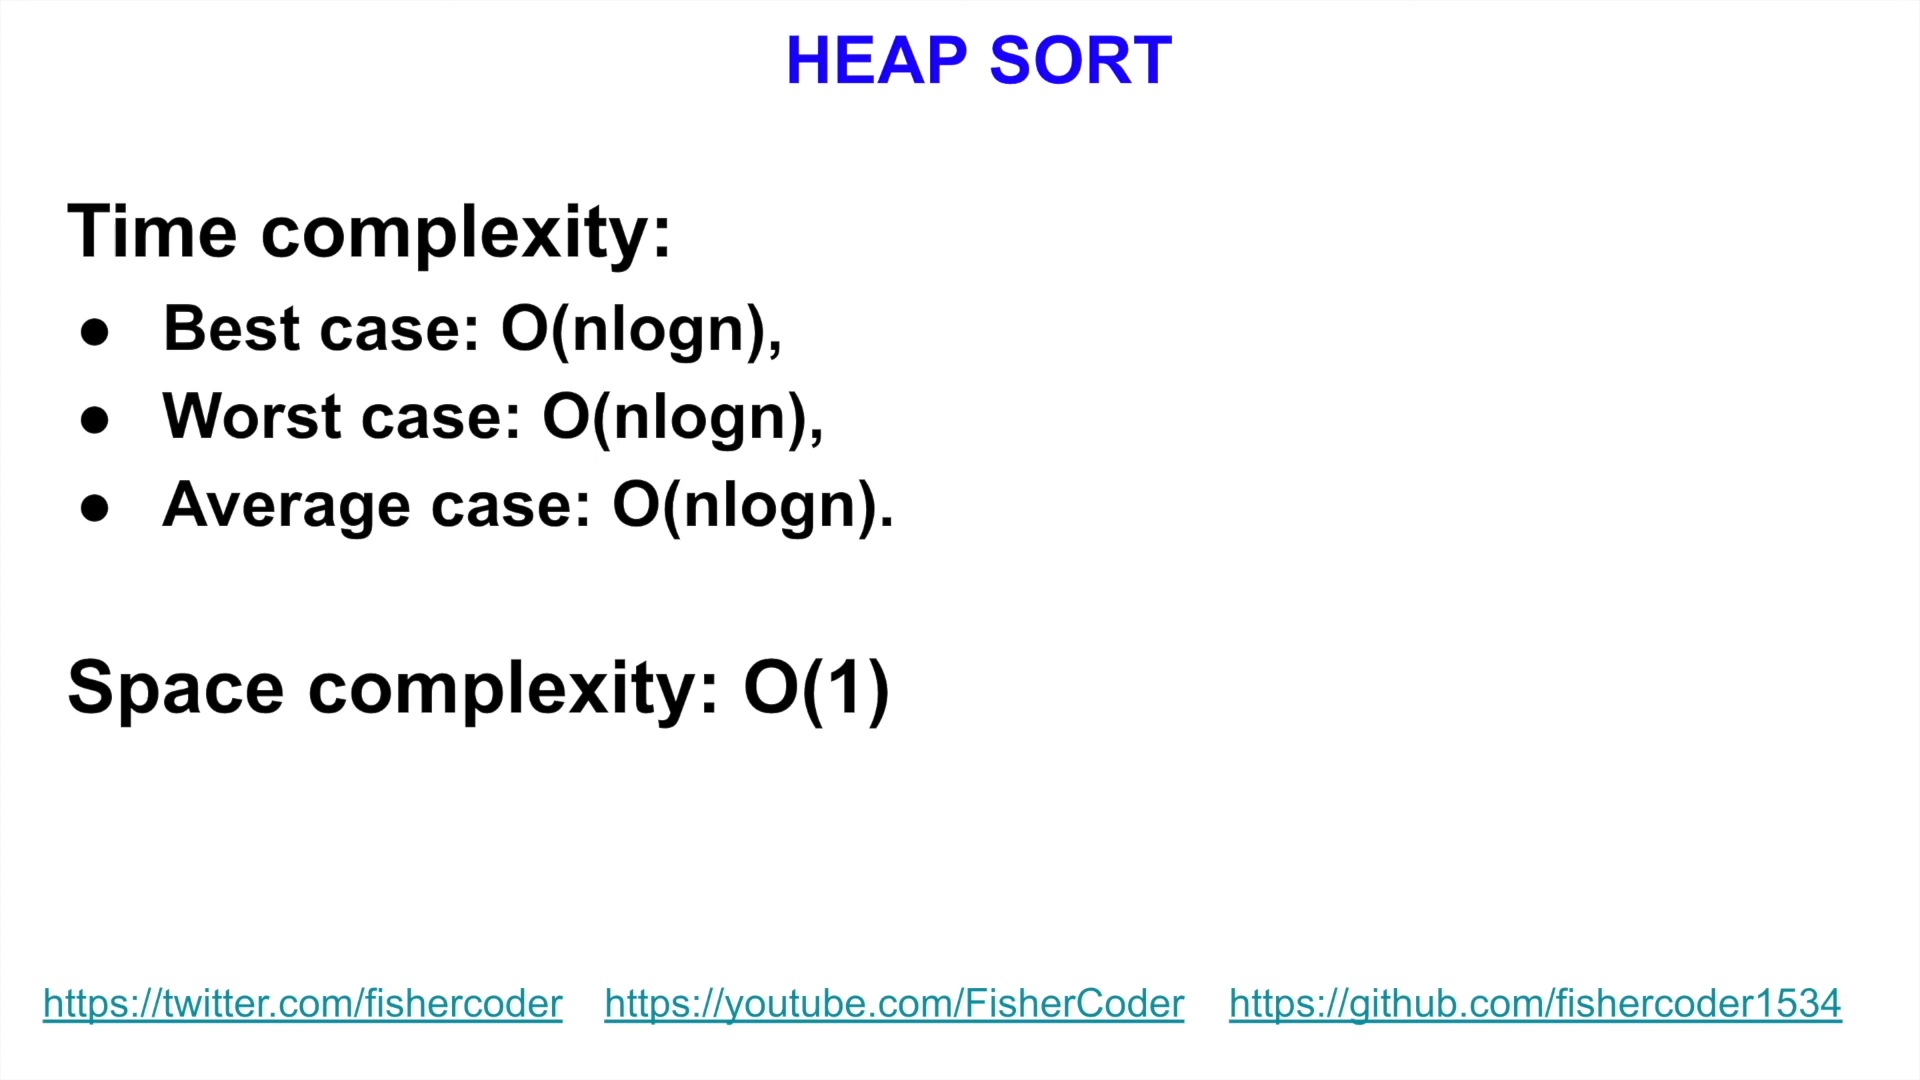 HEAP SORT
Time complexity:
● Best case: O(nlogn),
● Worst case: O(nlogn),
● Average case: O(nlogn).
Space complexity: O(1)
https://twitter.com/fishercoder https://youtube.com/FisherCoder https://github.com/fishercoder1534